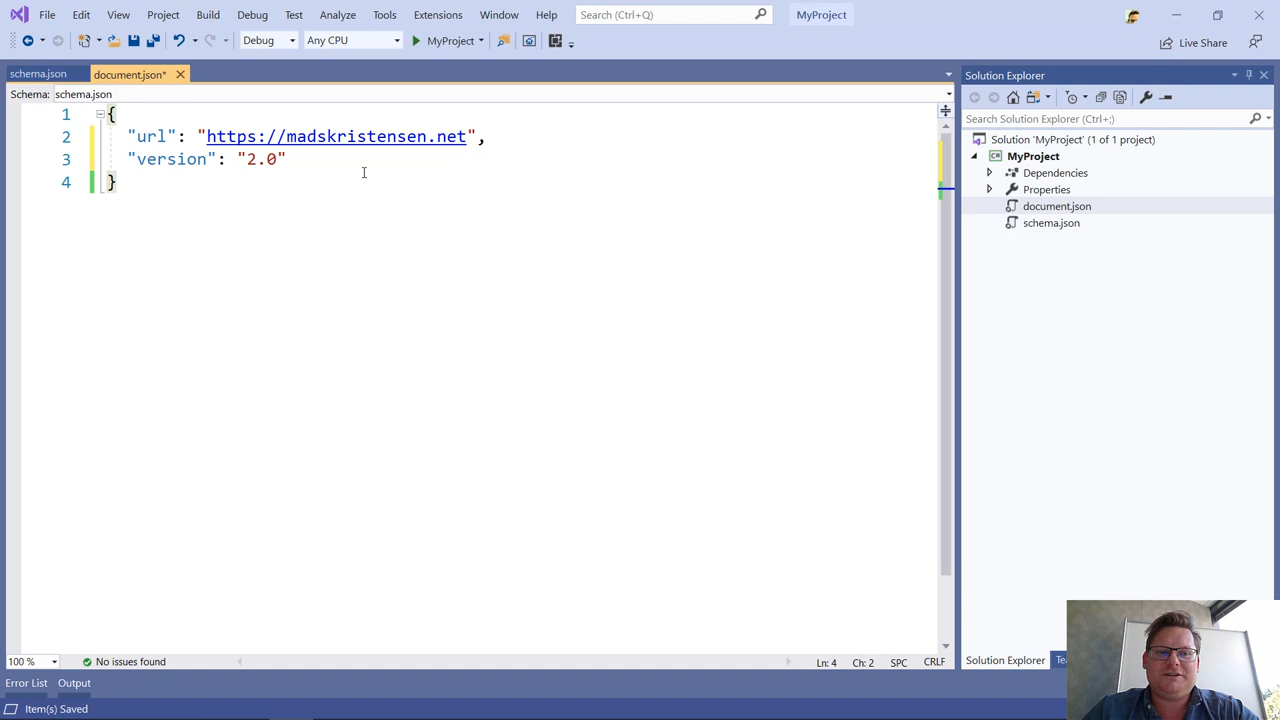 File Edit View Project Build Debug Test Analyze Tools Extensions Window Help Search (Ctrl+Q) MyProject
Debug Any CPU MyProject Live Share
schema.json document.json*
Schema: schema.json
1 {
2 "url": "https://madskristensen.net",
3 "version": "2.0"
4 }
Solution Explorer
Search Solution Explorer (Ctrl+;)
Solution 'MyProject' (1 of 1 project)
MyProject
Dependencies
Properties
document.json
schema.json
Solution Explorer
100 % No issues found Ln: 4 Ch: 2 SPC CRLF
Error List Output
Item(s) Saved